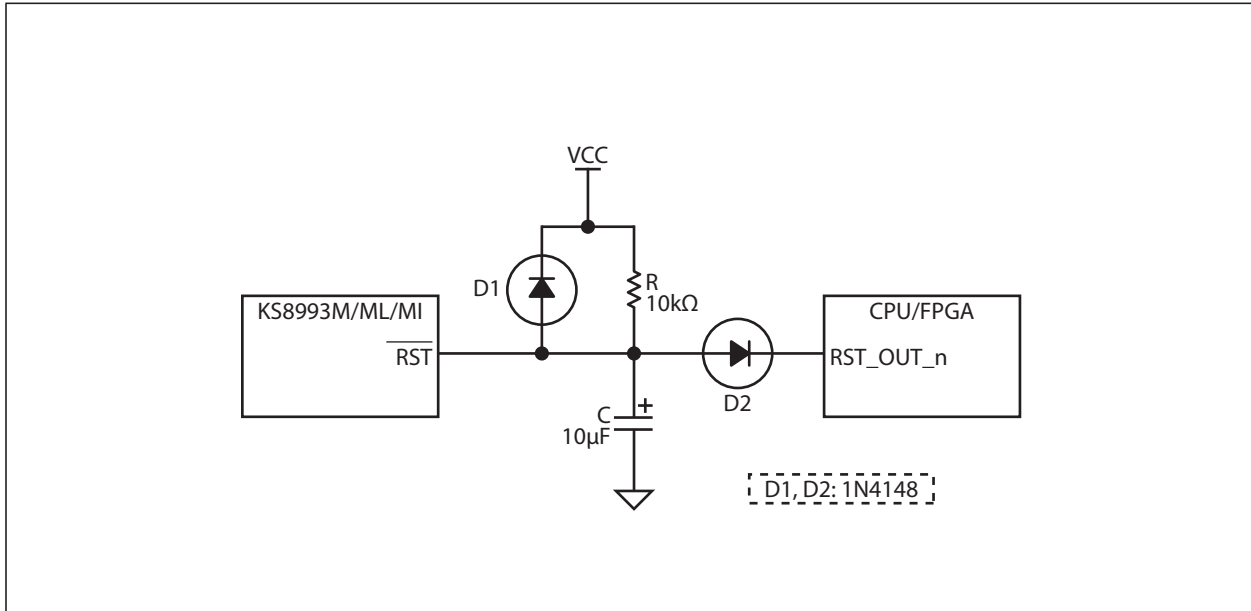 VCC
D1
R
10kΩ
KS8993M/ML/MI
RST
CPU/FPGA
RST_OUT_n
D2
C
+
10µF
D1, D2: 1N4148